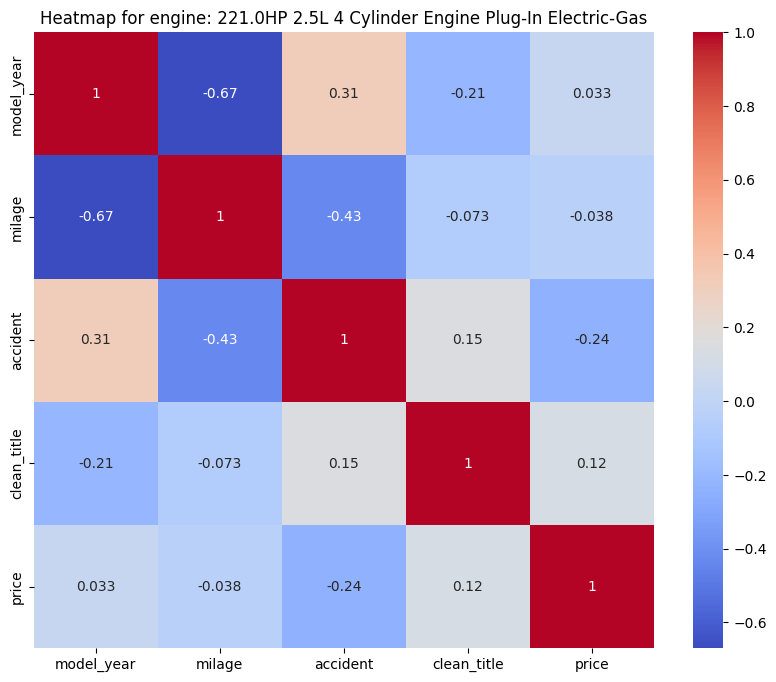 Heatmap for engine: 221.0HP 2.5L 4 Cylinder Engine Plug-In Electric-Gas
model_year 1 -0.67 0.31 -0.21 0.033
milage -0.67 1 -0.43 -0.073 -0.038
accident 0.31 -0.43 1 0.15 -0.24
clean_title -0.21 -0.073 0.15 1 0.12
price 0.033 -0.038 -0.24 0.12 1
model_year milage accident clean_title price
1.0
0.8
0.6
0.4
0.2
0.0
−0.2
−0.4
−0.6